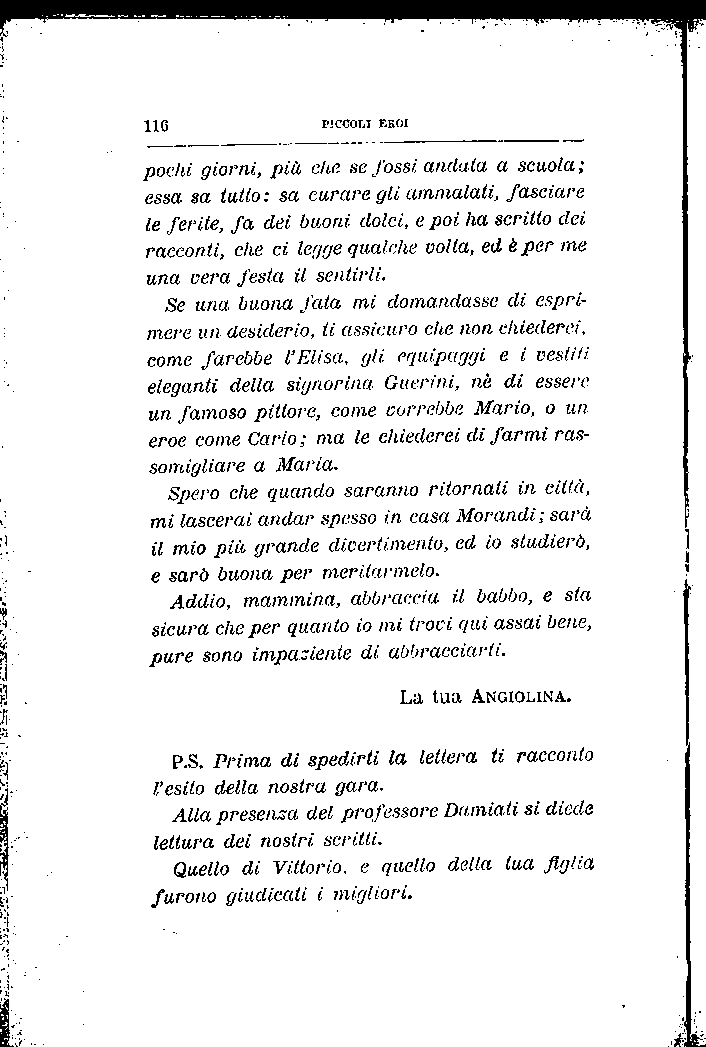 116 PICCOLI EROI
pochi giorni, più che se fossi andata a scuola;
essa sa tutto: sa curare gli ammalati, fasciare
le ferite, fa dei buoni dolci, e poi ha scritto dei
racconti, che ci legge qualche volta, ed è per me
una vera festa il sentirli.
Se una buona fata mi domandasse di espri-
mere un desiderio, ti assicuro che non chiederei,
come farebbe l'Elisa, gli equipaggi e i vestiti
eleganti della signorina Guerini, nè di essere
un famoso pittore, come vorrebbe Mario, o un
eroe come Carlo; ma le chiederei di farmi ras-
somigliare a Maria.
Spero che quando saranno ritornati in città,
mi lascerai andar spesso in casa Morandi; sarà
il mio più grande divertimento, ed io studierò,
e sarò buona per meritarmelo.
Addio, mammina, abbraccia il babbo, e sta
sicura che per quanto io mi trovi qui assai bene,
pure sono impaziente di abbracciarti.
La tua ANGIOLINA.
P.S. Prima di spedirti la lettera ti racconto
l'esito della nostra gara.
Alla presenza del professore Damiati si diede
lettura dei nostri scritti.
Quello di Vittorio, e quello della tua figlia
furono giudicati i migliori.